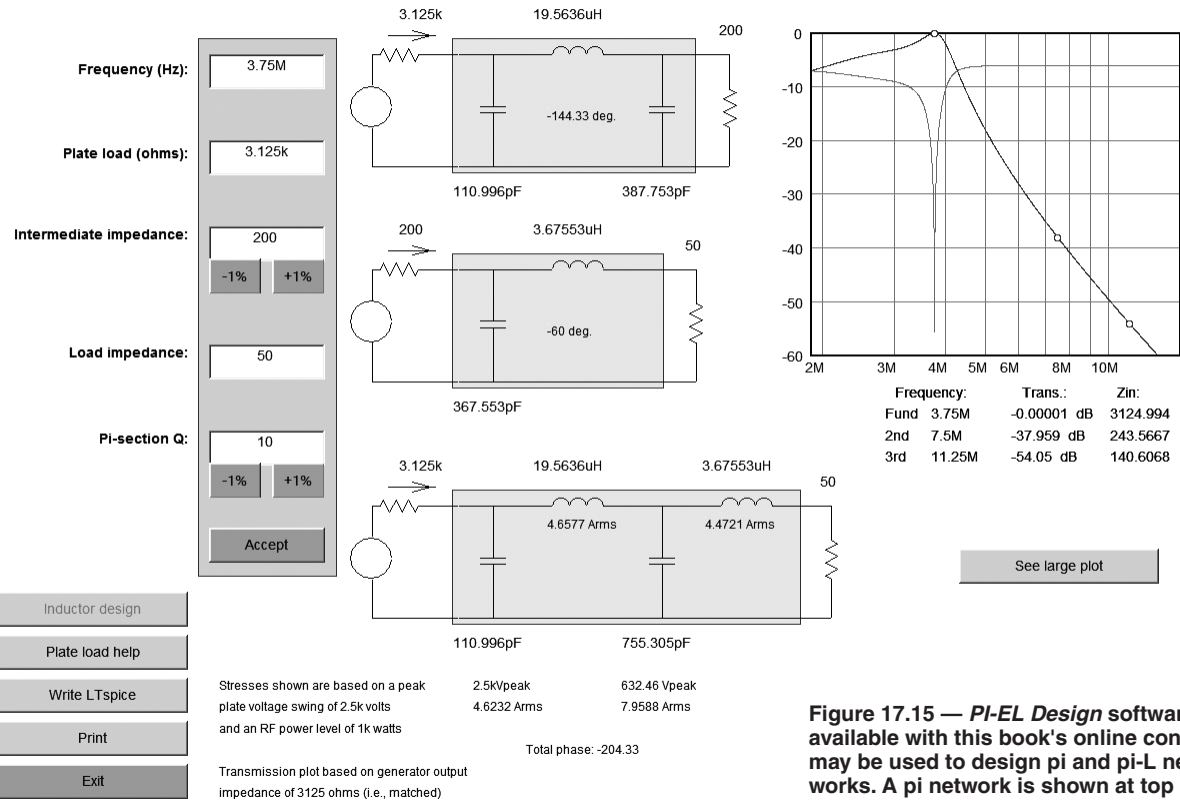 Frequency (Hz):
3.75M
Plate load (ohms):
3.125k
Intermediate impedance:
200
-1%
+1%
Load impedance:
50
Pi-section Q:
10
-1%
+1%
Accept
Inductor design
Plate load help
Write LTspice
Print
Exit
3.125k
19.5636uH
200
-144.33 deg.
110.996pF
387.753pF
200
3.67553uH
50
-60 deg.
367.553pF
3.125k
19.5636uH
3.67553uH
50
4.6577 Arms
4.4721 Arms
110.996pF
755.305pF
Stresses shown are based on a peak
plate voltage swing of 2.5k volts
and an RF power level of 1k watts
2.5kVpeak
4.6232 Arms
632.46 Vpeak
7.9588 Arms
Total phase: -204.33
Transmission plot based on generator output
impedance of 3125 ohms (i.e., matched)
0
-10
-20
-30
-40
-50
-60
2M 3M 4M 5M 6M 8M 10M
Frequency: Trans.: Zin:
Fund 3.75M -0.00001 dB 3124.994
2nd 7.5M -37.959 dB 243.5667
3rd 11.25M -54.05 dB 140.6068
See large plot
Figure 17.15 — PI-EL Design softwar
available with this book's online con
may be used to design pi and pi-L ne
works. A pi network is shown at top